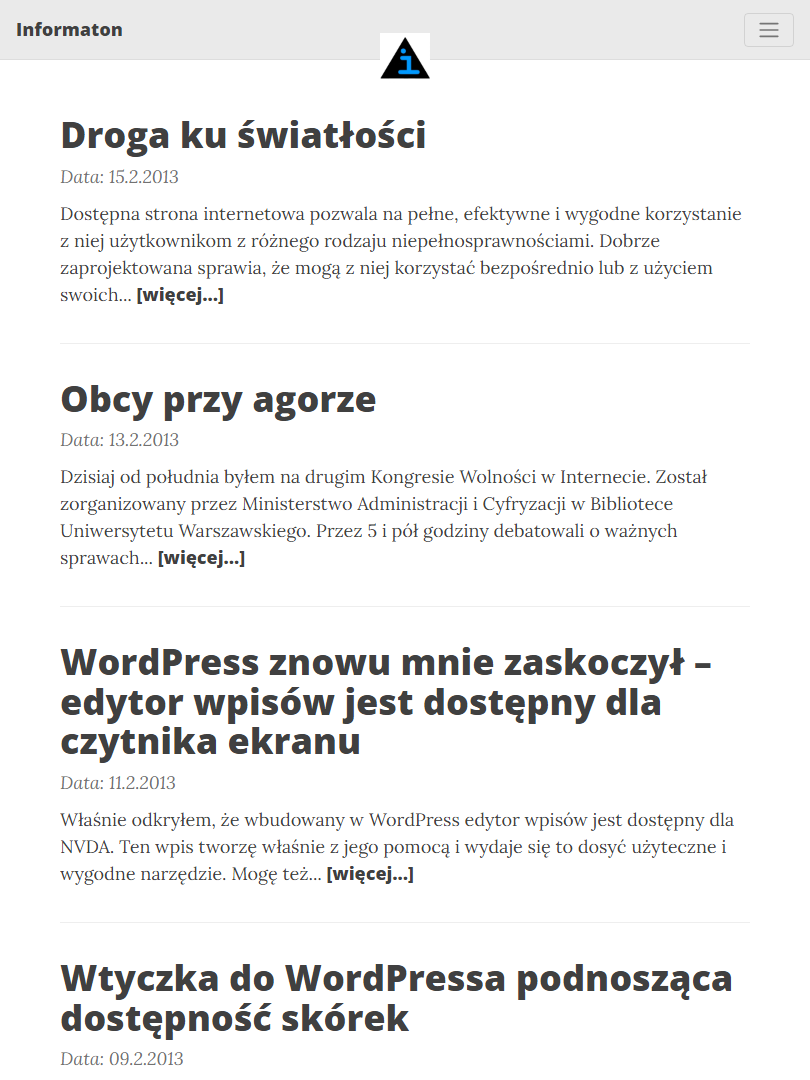 Informaton
i
Droga ku światłości
Data: 15.2.2013
Dostępna strona internetowa pozwala na pełne, efektywne i wygodne korzystanie
z niej użytkownikom z różnego rodzaju niepełnosprawnościami. Dobrze
zaprojektowana sprawia, że mogą z niej korzystać bezpośrednio lub z użyciem
swoich... [więcej...]
Obcy przy agorze
Data: 13.2.2013
Dzisiaj od południa byłem na drugim Kongresie Wolności w Internecie. Został
zorganizowany przez Ministerstwo Administracji i Cyfryzacji w Bibliotece
Uniwersytetu Warszawskiego. Przez 5 i pół godziny debatowali o ważnych
sprawach... [więcej...]
WordPress znowu mnie zaskoczył –
edytor wpisów jest dostępny dla
czytnika ekranu
Data: 11.2.2013
Właśnie odkryłem, że wbudowany w WordPress edytor wpisów jest dostępny dla
NVDA. Ten wpis tworzę właśnie z jego pomocą i wydaje się to dosyć użyteczne i
wygodne narzędzie. Mogę też... [więcej...]
Wtyczka do WordPressa podnosząca
dostępność skórek
Data: 09.2.2013